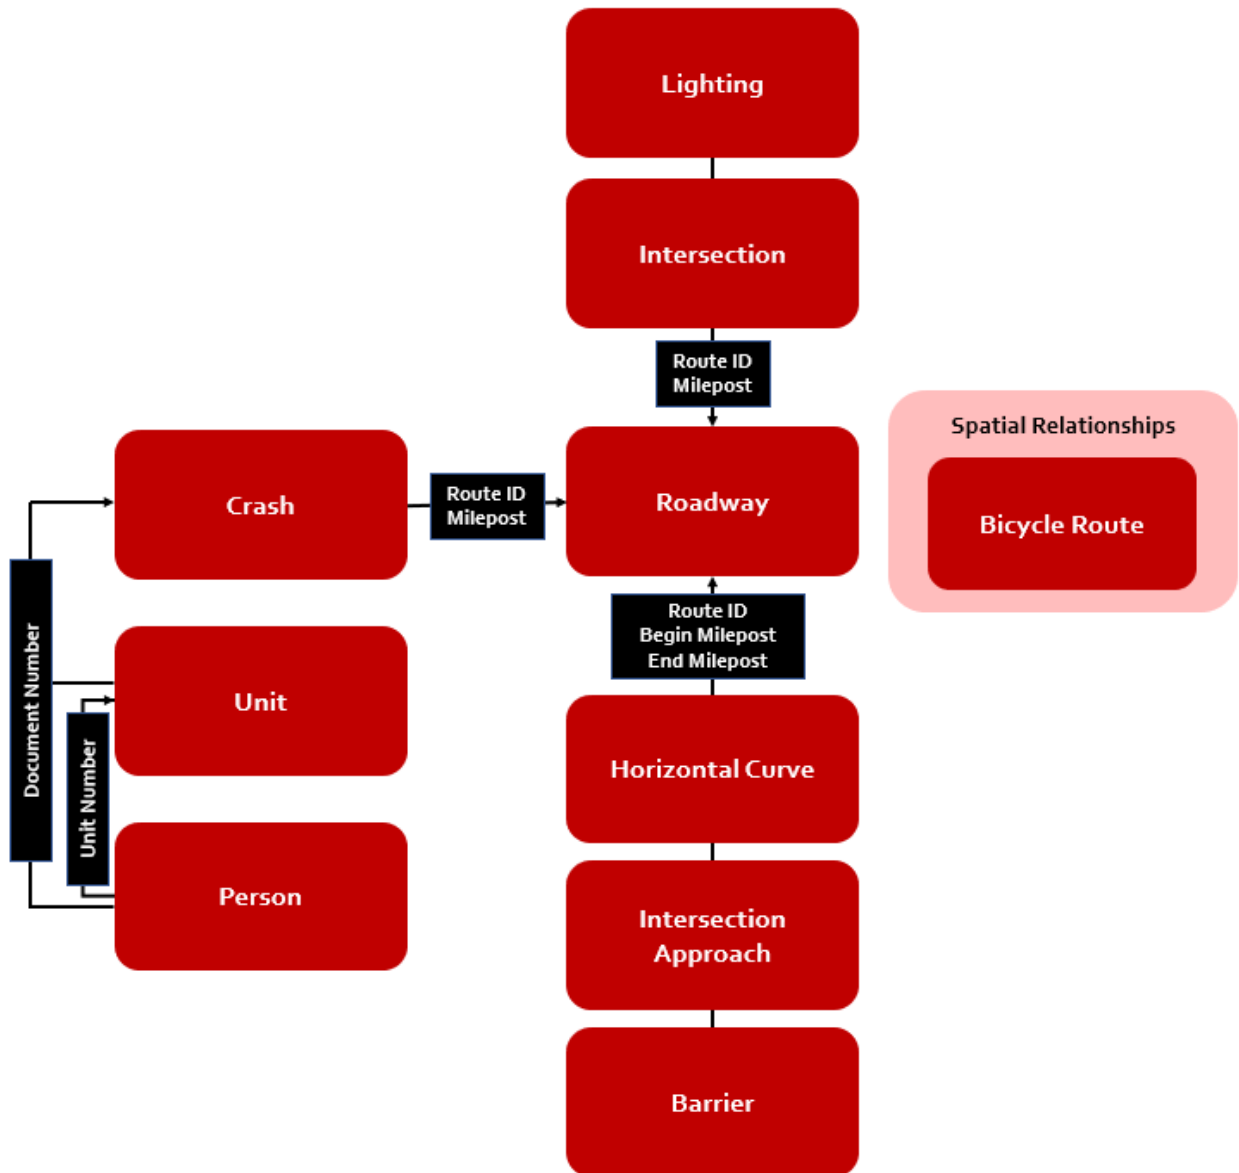 Lighting
Intersection
Route ID
Milepost
Spatial Relationships
Bicycle Route
Crash
Route ID
Milepost
Roadway
Route ID
Begin Milepost
End Milepost
Document Number
Unit
Unit Number
Horizontal Curve
Person
Intersection
Approach
Barrier